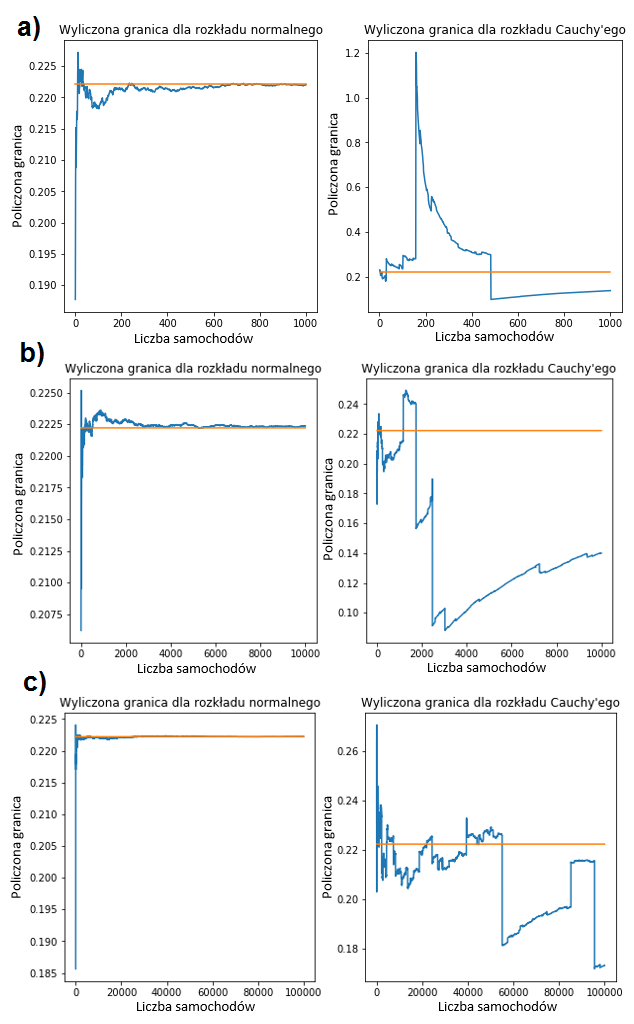 a)
Wyliczona granica dla rozkładu normalnego
Wyliczona granica dla rozkładu Cauchy'ego
0.225
0.220
0.215
0.210
0.205
0.200
0.195
0.190
Policzona granica
0 200 400 600 800 1000
Liczba samochodów
1.2
1.0
0.8
0.6
0.4
0.2
Policzona granica
0 200 400 600 800 1000
Liczba samochodów
b)
Wyliczona granica dla rozkładu normalnego
Wyliczona granica dla rozkładu Cauchy'ego
0.2250
0.2225
0.2200
0.2175
0.2150
0.2125
0.2100
0.2075
Policzona granica
0 2000 4000 6000 8000 10000
Liczba samochodów
0.24
0.22
0.20
0.18
0.16
0.14
0.12
0.10
Policzona granica
0 2000 4000 6000 8000 10000
Liczba samochodów
c)
Wyliczona granica dla rozkładu normalnego
Wyliczona granica dla rozkładu Cauchy'ego
0.225
0.220
0.215
0.210
0.205
0.200
0.195
0.190
0.185
Policzona granica
0 20000 40000 60000 80000 100000
Liczba samochodów
0.26
0.24
0.22
0.20
0.18
Policzona granica
0 20000 40000 60000 80000 100000
Liczba samochodów